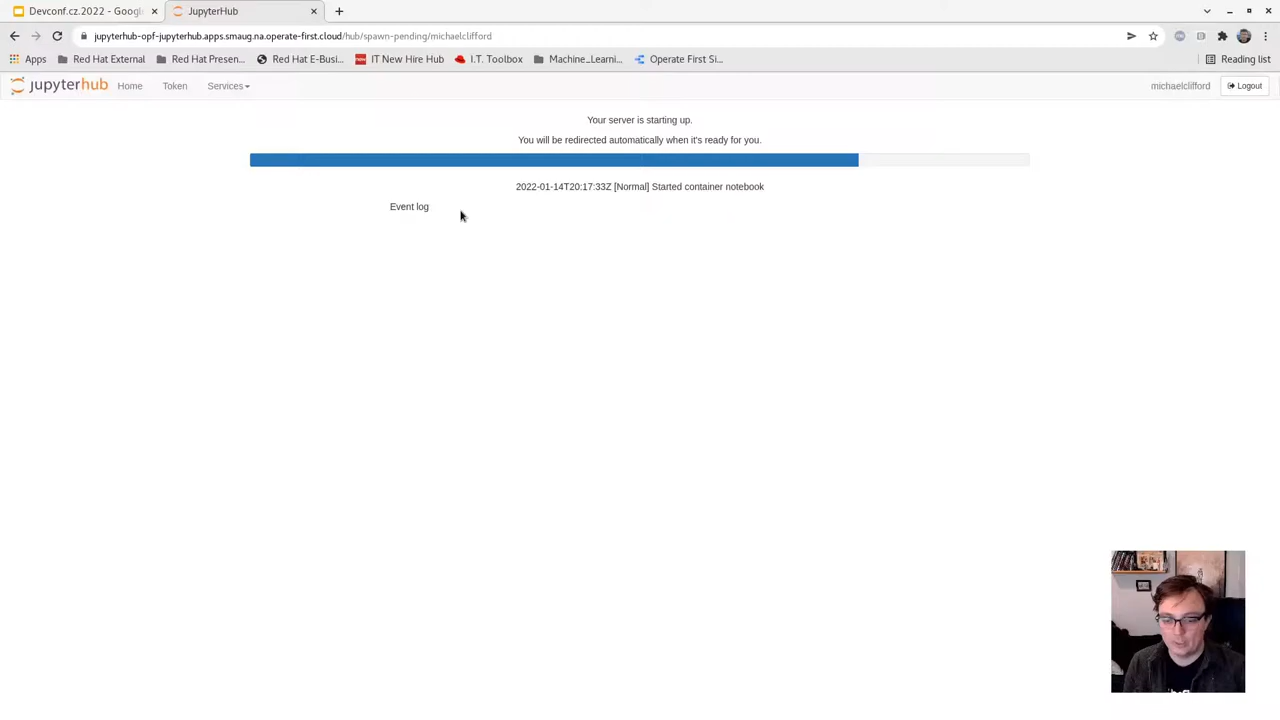 Devconf.cz.2022 - Googl
JupyterHub
jupyterhub-opf-jupyterhub.apps.smaug.na.operate-first.cloud/hub/spawn-pending/michaelclifford
Apps
Red Hat External
Red Hat Presen...
Red Hat E-Busi...
IT New Hire Hub
I.T. Toolbox
Machine_Learni...
Operate First Si...
Reading list
jupyterhub
Home
Token
Services
michaelclifford
Logout
Your server is starting up.
You will be redirected automatically when it's ready for you.
2022-01-14T20:17:33Z [Normal] Started container notebook
Event log